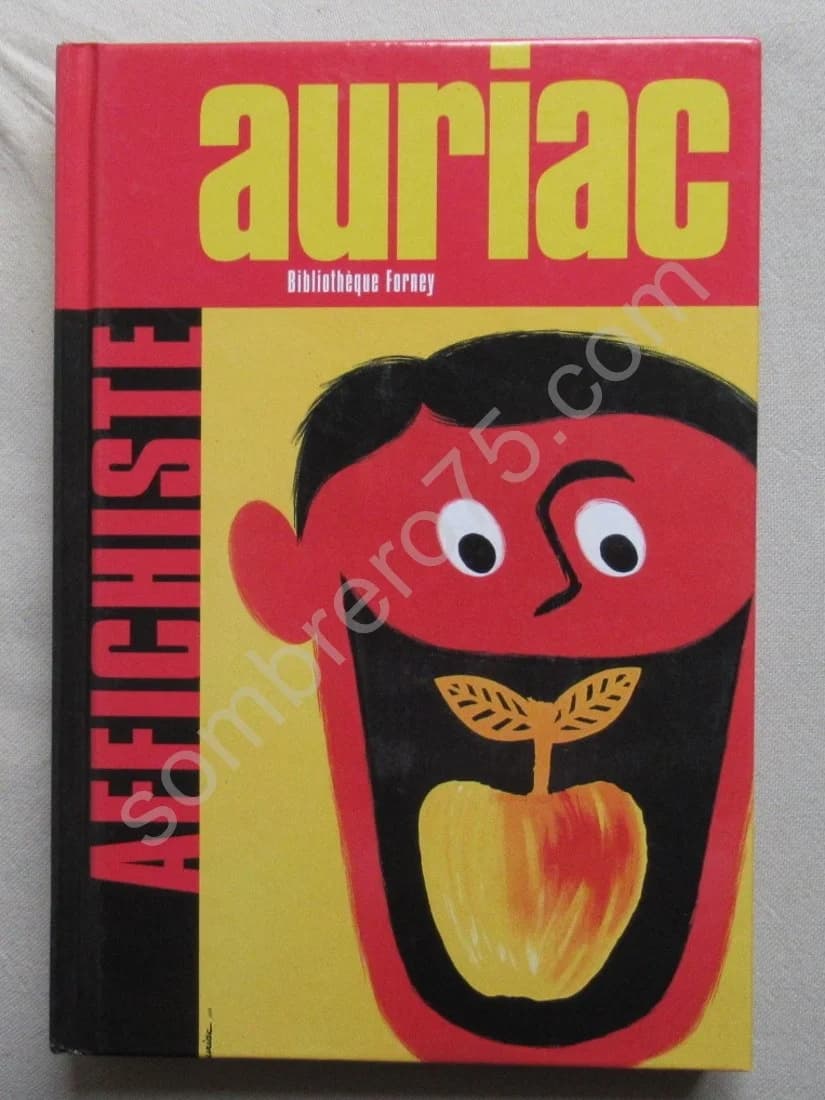 auriac
Bibliothèque Forney
AFFICHISTE
sombrero75.com